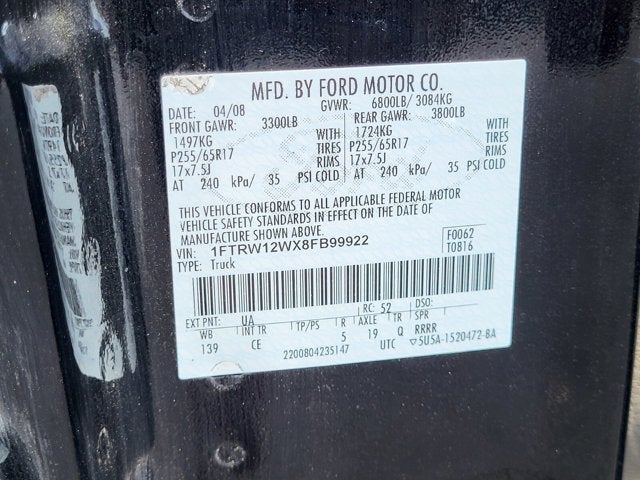 MFD. BY FORD MOTOR CO.
DATE: 04/08 GVWR: 6800LB/ 3084KG
FRONT GAWR: 3300LB REAR GAWR: 3800LB
1497KG WITH 1724KG WITH
P255/65R17 TIRES P255/65R17 TIRES
17x7.5J RIMS 17x7.5J RIMS
AT 240 kPa/ 35 PSI COLD AT 240 kPa/ 35 PSI COLD
THIS VEHICLE CONFORMS TO ALL APPLICABLE FEDERAL MOTOR
VEHICLE SAFETY STANDARDS IN EFFECT ON THE DATE OF
MANUFACTURE SHOWN ABOVE.
1FTRW12WX8FB99922 F0062
TYPE: Truck T0816
EXT PNT: UA RC: 52 DSO:
WB INT TR TP/PS R AXLE TR SPR
139 CE 5 19 Q RRRR
2200804235147 UTC ▽5U5A-1520472-BA